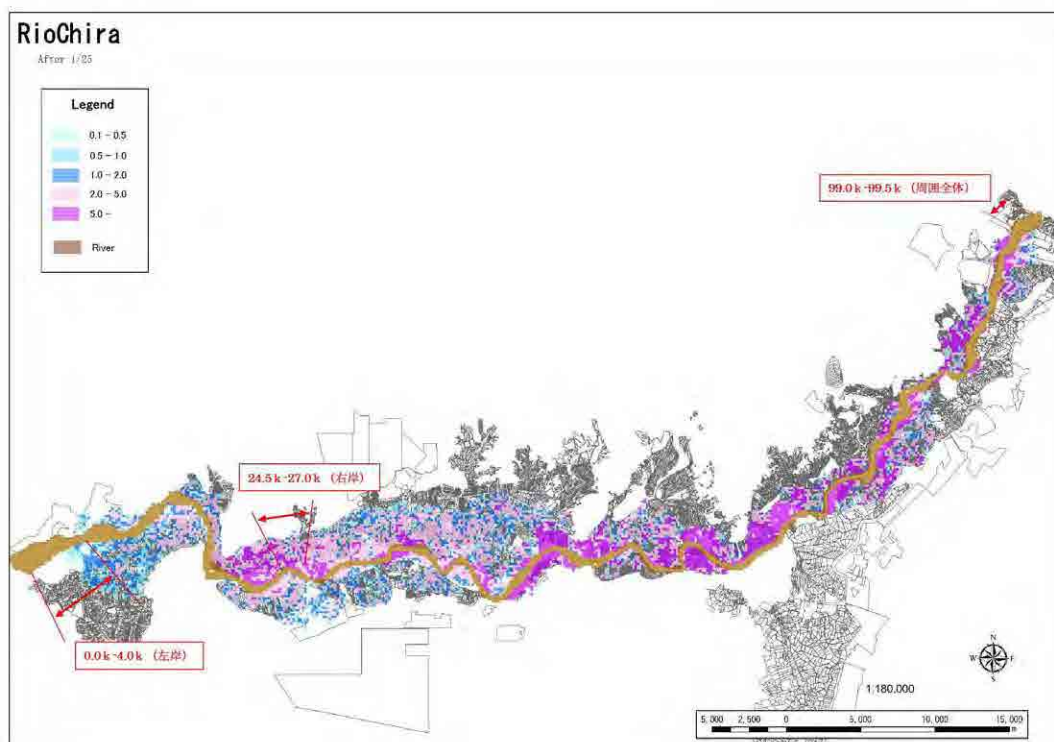 RioChira
After 1/25
Legend
0.1 - 0.5
0.5 - 1.0
1.0 - 2.0
2.0 - 5.0
5.0 -
River
99.0k-99.5k (周囲全体)
24.5k-27.0k (右岸)
0.0k-4.0k (左岸)
N
W E
S
1:180,000
5,000 2,500 0 5,000 10,000 15,000
m